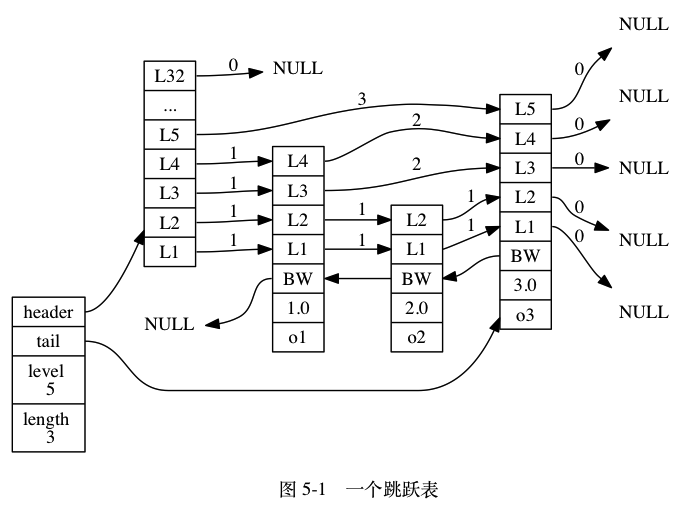 NULL
L32
0
NULL
...
L5
3
L5
0
NULL
L4
1
L4
2
L4
0
L3
1
L3
2
L3
0
NULL
L2
1
L2
1
L2
1
L2
0
L1
1
L1
1
L1
1
L1
0
NULL
BW
BW
BW
NULL
1.0
2.0
3.0
NULL
o1
o2
o3
header
tail
level
5
length
3
图 5-1 一个跳跃表